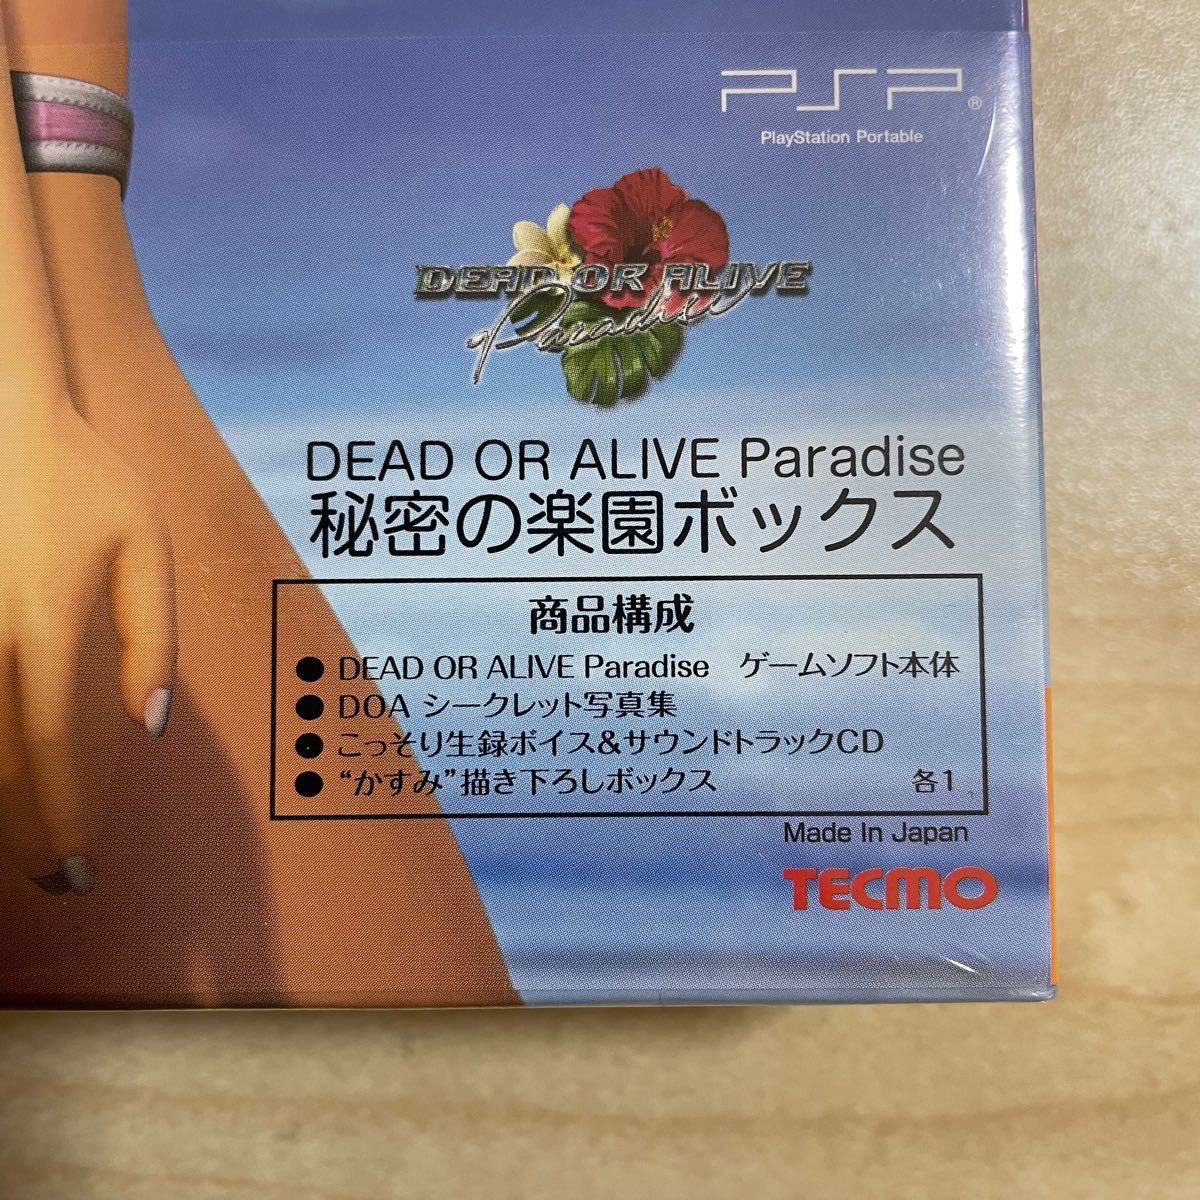 PSP®
PlayStation Portable
DEAD OR ALIVE
Paradise
DEAD OR ALIVE Paradise
秘密の楽園ボックス
商品構成
● DEAD OR ALIVE Paradise　ゲームソフト本体
● DOA シークレット写真集
● こっそり生録ボイス&サウンドトラックCD
● “かすみ”描き下ろしボックス　各1
Made In Japan
TECMO